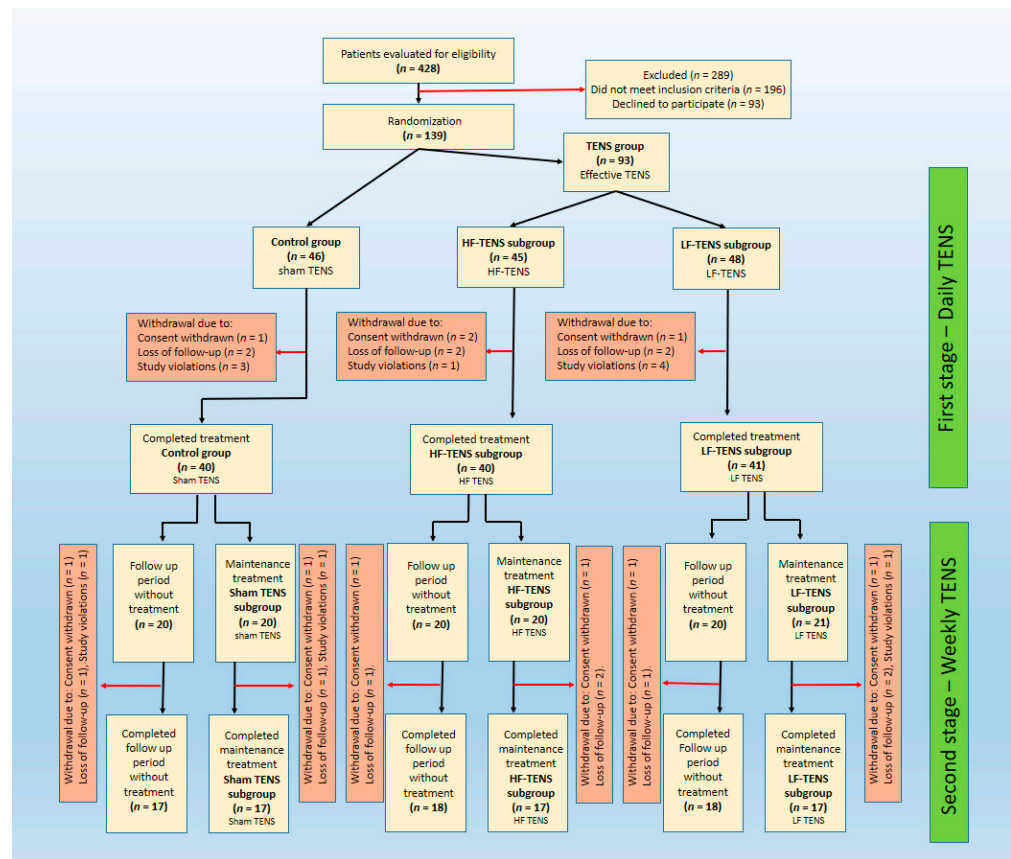 Patients evaluated for eligibility
(n = 428)
Excluded (n = 289)
Did not meet inclusion criteria (n = 196)
Declined to participate (n = 93)
Randomization
(n = 139)
TENS group
(n = 93)
Effective TENS
First stage – Daily TENS
Control group
(n = 46)
sham TENS
HF-TENS subgroup
(n = 45)
HF-TENS
LF-TENS subgroup
(n = 48)
LF-TENS
Withdrawal due to:
Consent withdrawn (n = 1)
Loss of follow-up (n = 2)
Study violations (n = 3)
Withdrawal due to:
Consent withdrawn (n = 2)
Loss of follow-up (n = 2)
Study violations (n = 1)
Withdrawal due to:
Consent withdrawn (n = 1)
Loss of follow-up (n = 2)
Study violations (n = 4)
Completed treatment
Control group
(n = 40)
Sham TENS
Completed treatment
HF-TENS subgroup
(n = 40)
HF TENS
Completed treatment
LF-TENS subgroup
(n = 41)
LF TENS
Second stage – Weekly TENS
Withdrawal due to: Consent withdrawn (n = 1)
Loss of follow-up (n = 1), Study violations (n = 1)
Follow up
period
without
treatment
(n = 20)
Maintenance
treatment
Sham TENS
subgroup
(n = 20)
sham TENS
Withdrawal due to: Consent withdrawn (n = 1)
Loss of follow-up (n = 1), Study violations (n = 1)
Withdrawal due to: Consent withdrawn (n = 1)
Loss of follow-up (n = 1).
Follow up
period
without
treatment
(n = 20)
Maintenance
treatment
HF-TENS
subgroup
(n = 20)
HF TENS
Withdrawal due to: Consent withdrawn (n = 1)
Loss of follow-up (n = 2).
Withdrawal due to: Consent withdrawn (n = 1)
Loss of follow-up (n = 1).
Follow up
period
without
treatment
(n = 20)
Maintenance
treatment
LF-TENS
subgroup
(n = 21)
LF TENS
Withdrawal due to: Consent withdrawn (n = 1)
Loss of follow-up (n = 2), Study violations (n = 1)
Completed
follow up
period
without
treatment
(n = 17)
Completed
maintenance
treatment
Sham TENS
subgroup
(n = 17)
Sham TENS
Completed
follow up
period
without
treatment
(n = 18)
Completed
maintenance
treatment
HF-TENS
subgroup
(n = 17)
HF TENS
Completed
Follow up
period
without
treatment
(n = 18)
Completed
maintenance
treatment
LF-TENS
subgroup
(n = 17)
LF TENS